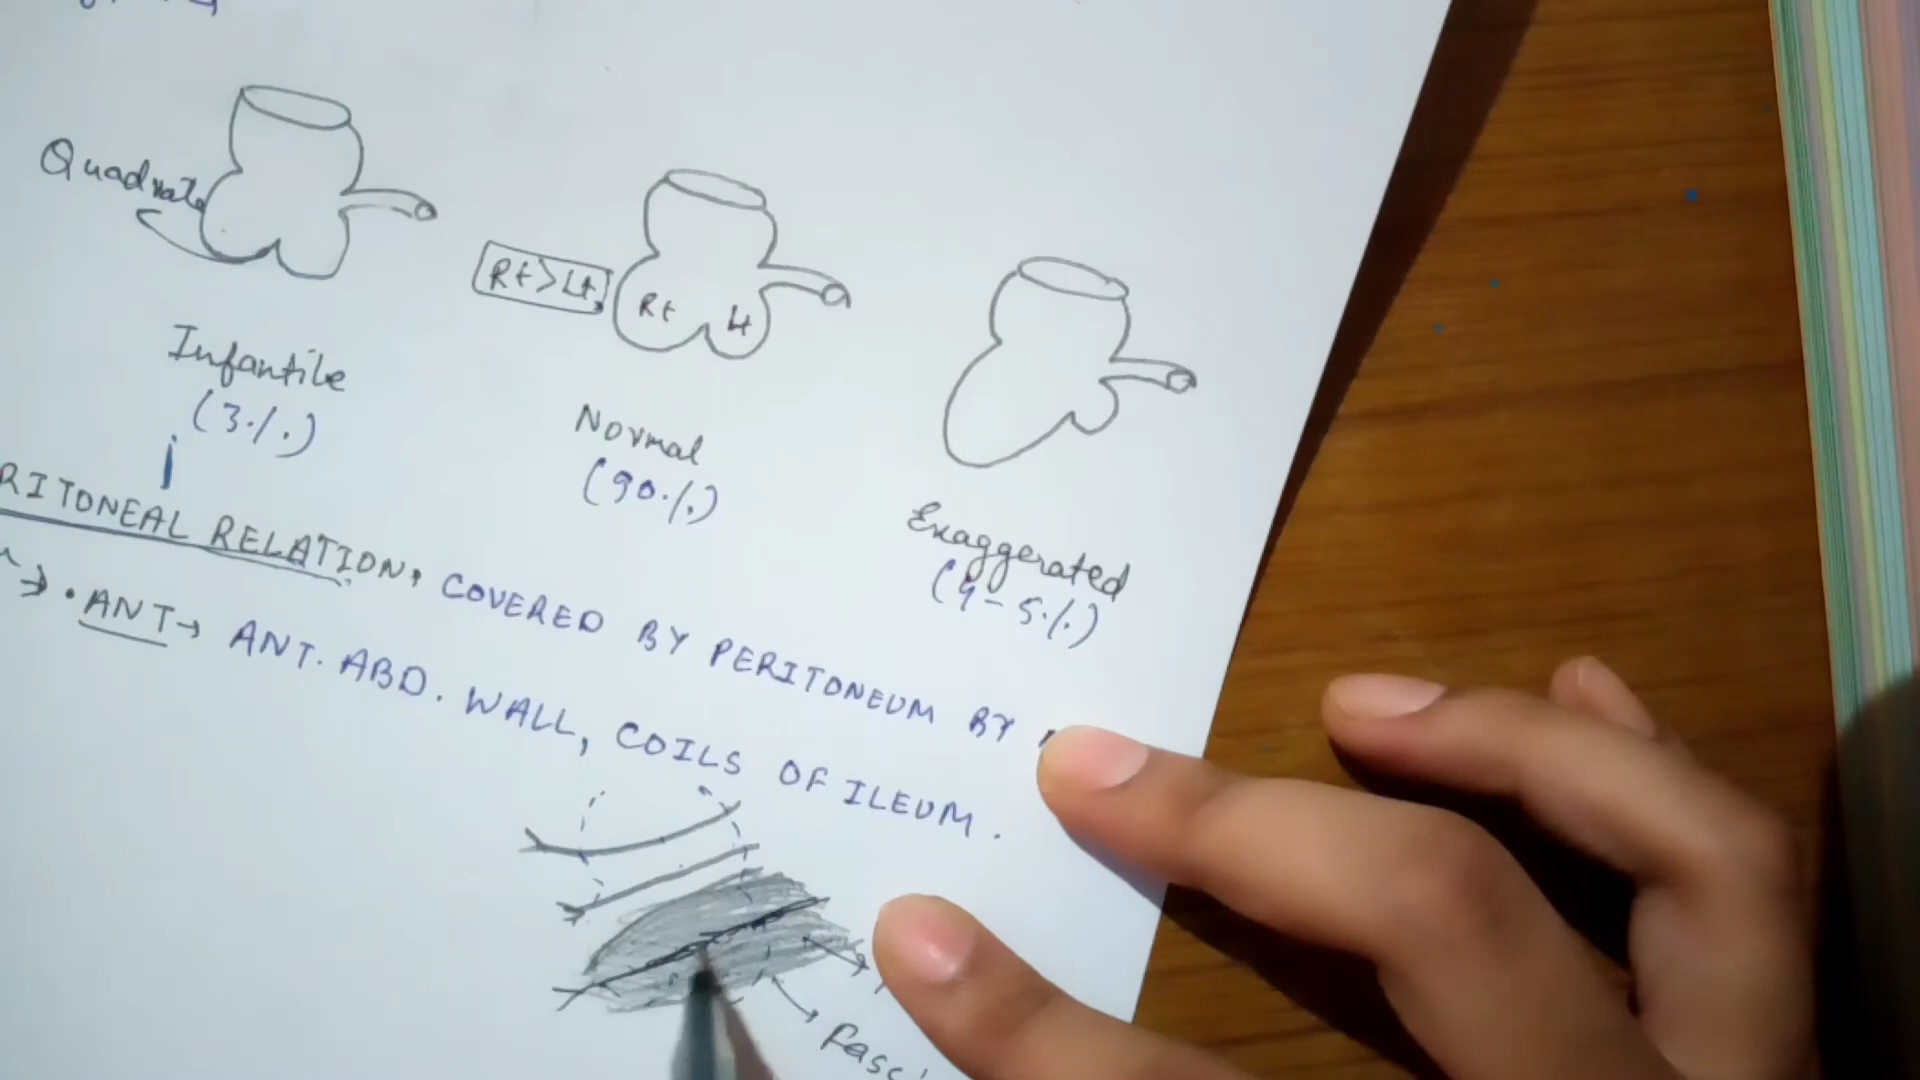 Quadrate
Rt>Lt
Rt
Lt
Infantile
(3%)
Normal
(90%)
Exaggerated
(4-5%)
RITONEAL RELATION, COVERED BY PERITONEUM BY
→ • ANT → ANT. ABD. WALL, COILS OF ILEUM.